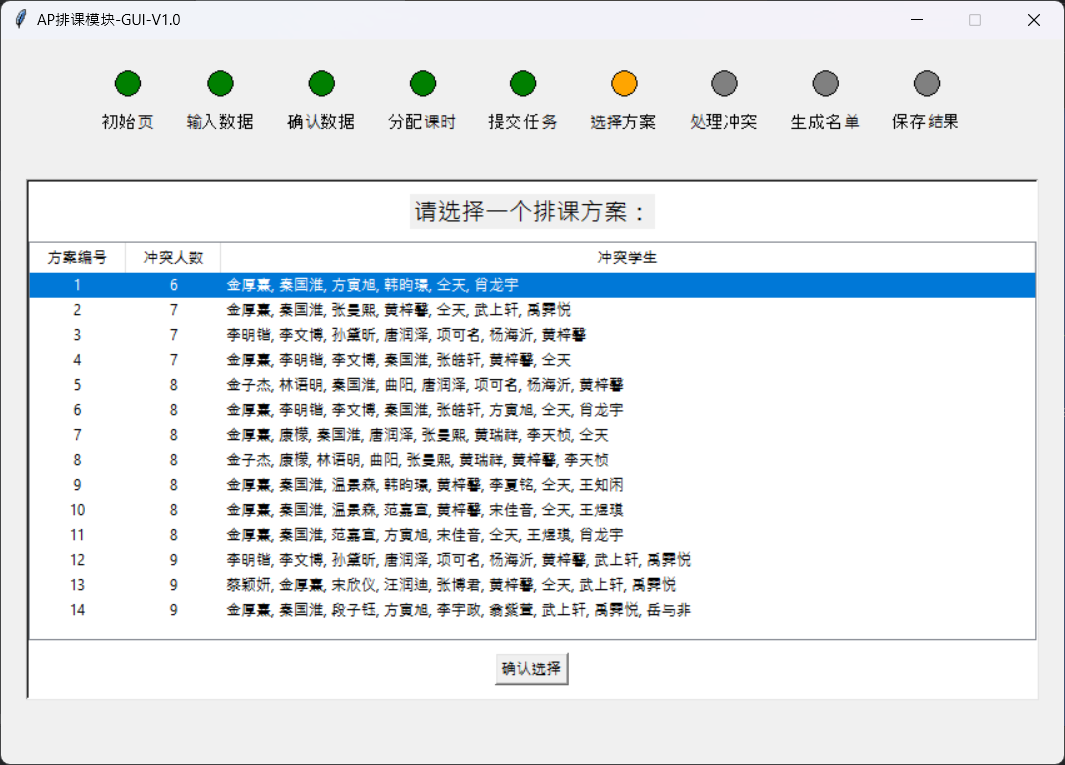 AP排课模块-GUI-V1.0
初始页 输入数据 确认数据 分配课时 提交任务 选择方案 处理冲突 生成名单 保存结果
请选择一个排课方案：
方案编号 冲突人数 冲突学生
1 6 金厚熹, 秦国淮, 方寅旭, 韩昀璟, 仝天, 肖龙宇
2 7 金厚熹, 秦国淮, 张曼熙, 黄梓馨, 仝天, 武上轩, 禹霁悦
3 7 李明锴, 李文博, 孙黛昕, 唐润泽, 项可名, 杨海沂, 黄梓馨
4 7 金厚熹, 李明锴, 李文博, 秦国淮, 张皓轩, 黄梓馨, 仝天
5 8 金子杰, 林语明, 秦国淮, 曲阳, 唐润泽, 项可名, 杨海沂, 黄梓馨
6 8 金厚熹, 李明锴, 李文博, 秦国淮, 张皓轩, 方寅旭, 仝天, 肖龙宇
7 8 金厚熹, 康檬, 秦国淮, 唐润泽, 张曼熙, 黄瑞祥, 李天桢, 仝天
8 8 金子杰, 康檬, 林语明, 曲阳, 张曼熙, 黄瑞祥, 黄梓馨, 李天桢
9 8 金厚熹, 秦国淮, 温景森, 韩昀璟, 黄梓馨, 李夏铭, 仝天, 王知闲
10 8 金厚熹, 秦国淮, 温景森, 范嘉宣, 黄梓馨, 宋佳音, 仝天, 王煜琪
11 8 金厚熹, 秦国淮, 范嘉宣, 方寅旭, 宋佳音, 仝天, 王煜琪, 肖龙宇
12 9 李明锴, 李文博, 孙黛昕, 唐润泽, 项可名, 杨海沂, 黄梓馨, 武上轩, 禹霁悦
13 9 蔡颖妍, 金厚熹, 宋欣仪, 汪润迪, 张博君, 黄梓馨, 仝天, 武上轩, 禹霁悦
14 9 金厚熹, 秦国淮, 段子钰, 方寅旭, 李宇政, 翁紫萱, 武上轩, 禹霁悦, 岳与非
确认选择